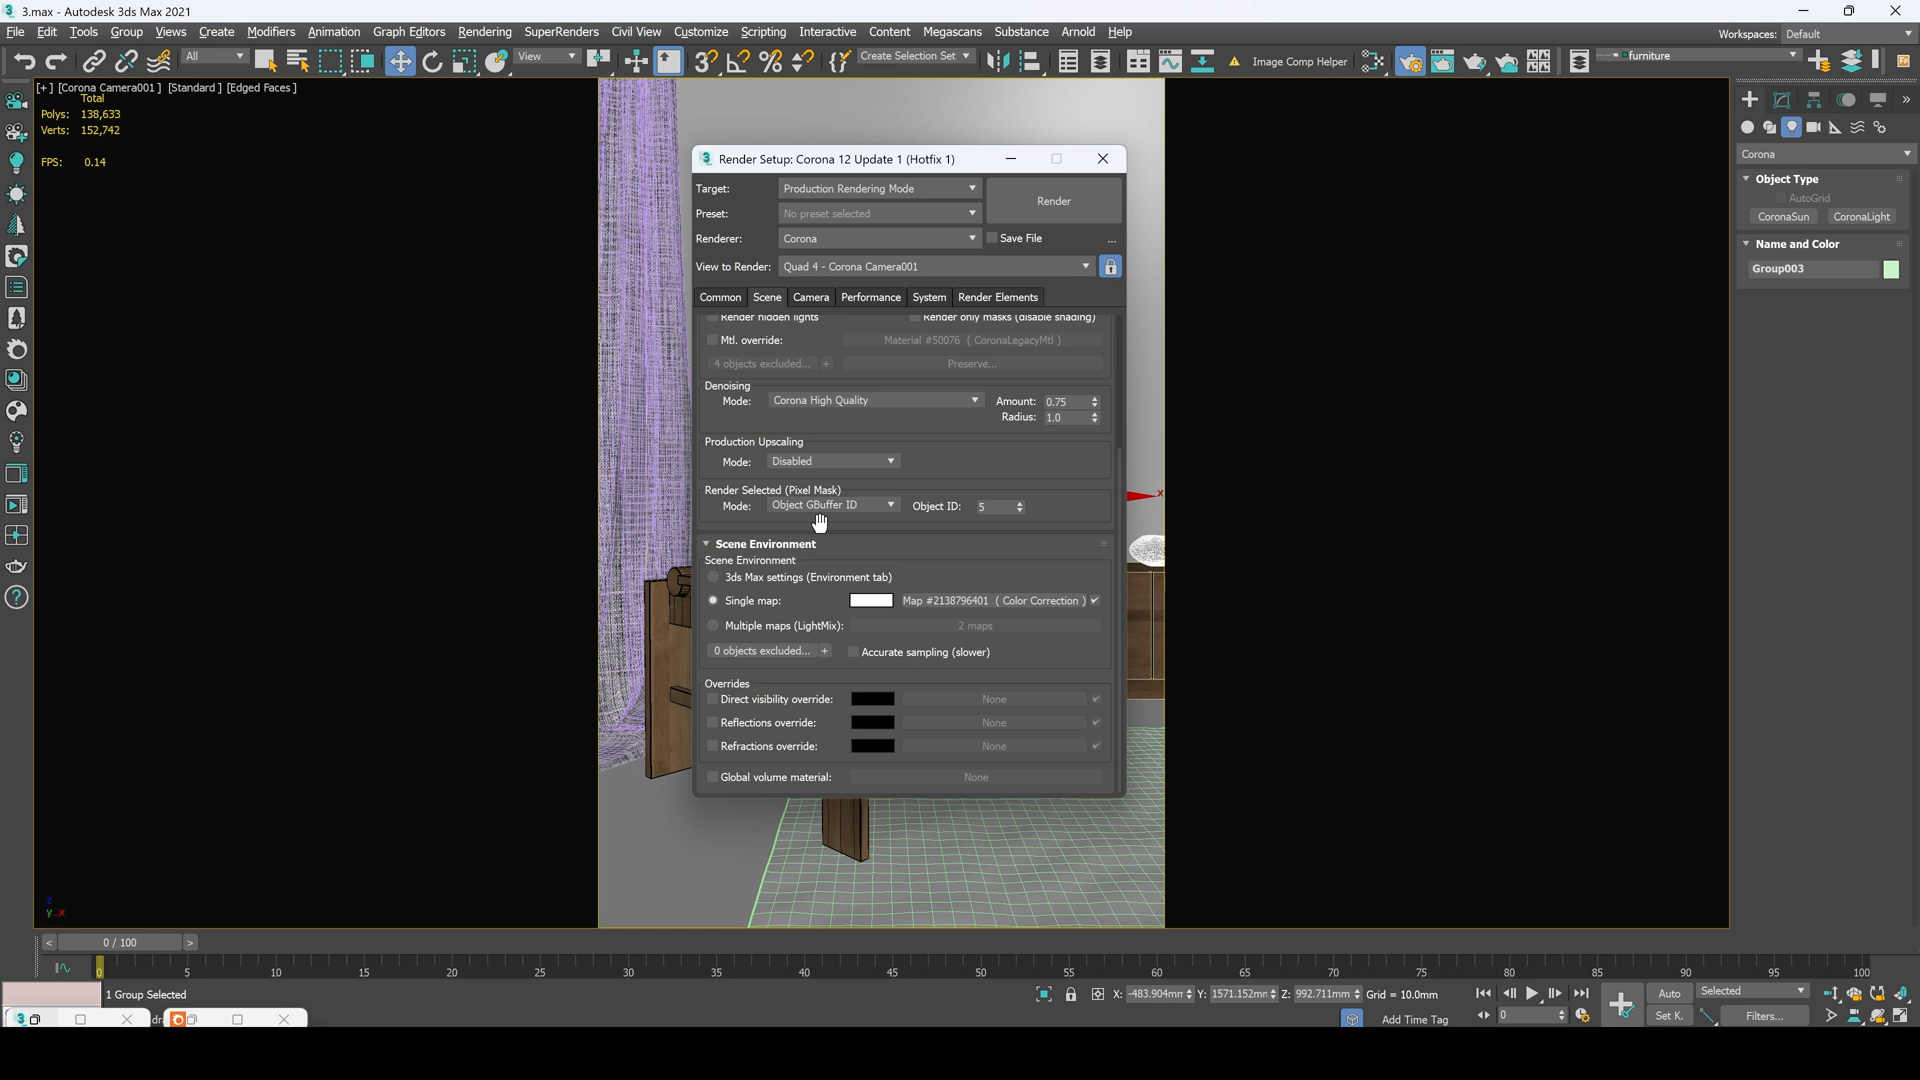 3.max - Autodesk 3ds Max 2021
File Edit Tools Group Views Create Modifiers Animation Graph Editors Rendering SuperRenders Civil View Customize Scripting Interactive Content Megascans Substance Arnold Help
Workspaces: Default
All View Create Selection Set Image Comp Helper furniture
[+] [Corona Camera001] [Standard] [Edged Faces]
Total
Polys: 138,633
Verts: 152,742
FPS: 0.14
Render Setup: Corona 12 Update 1 (Hotfix 1)
Target: Production Rendering Mode
Render
Preset: No preset selected
Renderer: Corona Save File ...
View to Render: Quad 4 - Corona Camera001
Common Scene Camera Performance System Render Elements
Render hidden lights Render only masks (disable shading)
Mtl. override: Material #50076 ( CoronaLegacyMtl )
4 objects excluded... + Preserve...
Denoising
Mode: Corona High Quality Amount: 0.75
Radius: 1.0
Production Upscaling
Mode: Disabled
Render Selected (Pixel Mask)
Mode: Object GBuffer ID Object ID: 5
Scene Environment
Scene Environment
3ds Max settings (Environment tab)
Single map: Map #2138796401 ( Color Correction )
Multiple maps (LightMix): 2 maps
0 objects excluded... + Accurate sampling (slower)
Overrides
Direct visibility override: None
Reflections override: None
Refractions override: None
Global volume material: None
Corona
Object Type
AutoGrid
CoronaSun CoronaLight
Name and Color
Group003
x
z
y x
< 0 / 100 >
0 5 10 15 20 25 30 35 40 45 50 55 60 65 70 75 80 85 90 95 100
1 Group Selected
X: -483.904mm Y: 1571.152mm Z: 992.711mm Grid = 10.0mm
Auto Selected
Add Time Tag
0
Set K. Filters...